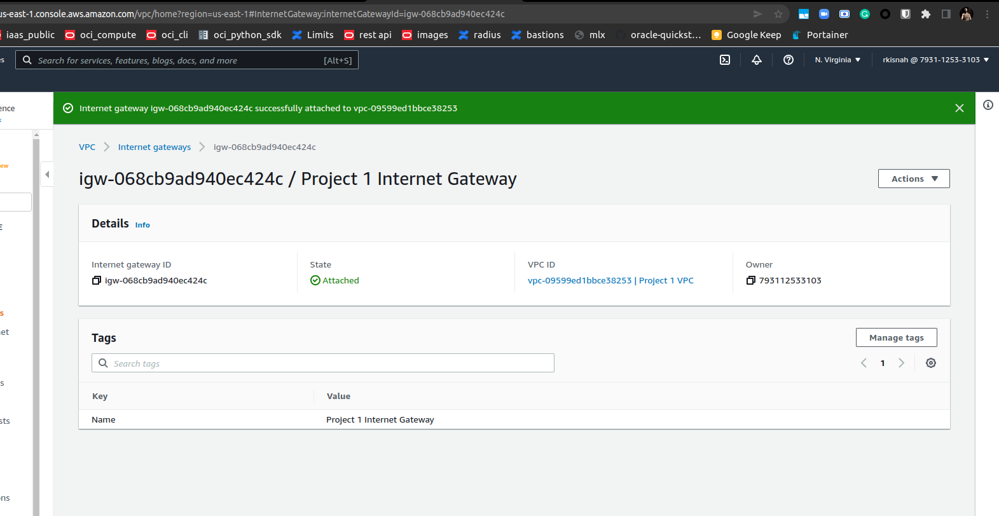 us-east-1.console.aws.amazon.com/vpc/home?region=us-east-1#InternetGateway:internetGatewayId=igw-068cb9ad940ec424c
iaas_public oci_compute oci_cli oci_python_sdk Limits rest api images radius bastions mlx oracle-quickst... Google Keep Portainer
es Search for services, features, blogs, docs, and more [Alt+S] N. Virginia rkisnah @ 7931-1253-3103
ence
Internet gateway igw-068cb9ad940ec424c successfully attached to vpc-09599ed1bbce38253
VPC Internet gateways igw-068cb9ad940ec424c
ew
igw-068cb9ad940ec424c / Project 1 Internet Gateway
Actions
Details Info
E
Internet gateway ID State VPC ID Owner
igw-068cb9ad940ec424c Attached vpc-09599ed1bbce38253 | Project 1 VPC 793112533103
s
et
Tags
Manage tags
Search tags
1
s
Key Value
Name Project 1 Internet Gateway
sts
ons